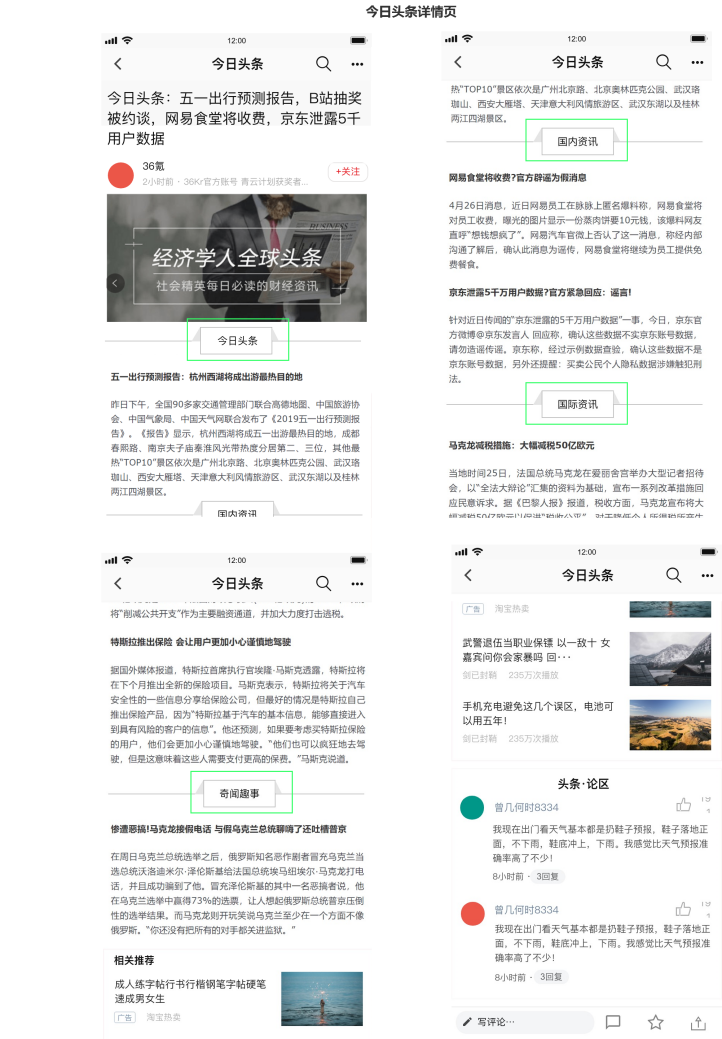 今日头条详情页
12:00
今日头条
今日头条：五一出行预测报告，B站抽奖
被约谈，网易食堂将收费，京东泄露5千
用户数据
36氪
2小时前 · 36Kr官方账号 青云计划获奖者...
+关注
BUSINESS
经济学人全球头条
社会精英每日必读的财经资讯
今日头条
五一出行预测报告：杭州西湖将成出游最热目的地
昨日下午，全国90多家交通管理部门联合高德地图、中国旅游协
会、中国气象局、中国天气网联合发布了《2019五一出行预测报
告》。《报告》显示，杭州西湖将成五一出游最热目的地，成都
春熙路、南京夫子庙秦淮风光带热度分居第二、三位，其他最
热“TOP10”景区依次是广州北京路、北京奥林匹克公园、武汉珞
珈山、西安大雁塔、天津意大利风情旅游区、武汉东湖以及桂林
两江四湖景区。
国内资讯
12:00
今日头条
热“TOP10”景区依次是广州北京路、北京奥林匹克公园、武汉珞
珈山、西安大雁塔、天津意大利风情旅游区、武汉东湖以及桂林
两江四湖景区。
国内资讯
网易食堂将收费?官方辟谣为假消息
4月26日消息，近日网易员工在脉脉上匿名爆料称，网易食堂将
对员工收费，曝光的图片显示一份蒸肉饼要10元钱，该爆料网友
直呼“想钱想疯了”。网易汽车官微上否认了这一消息，称经内部
沟通了解后，确认此消息为谣传，网易食堂将继续为员工提供免
费餐食。
京东泄露5千万用户数据?官方紧急回应：谣言!
针对近日传闻的“京东泄露的5千万用户数据”一事，今日，京东官
方微博@京东发言人 回应称，确认这些数据不实京东账号数据，
请勿造谣传谣。京东称，经过示例数据查验，确认这些数据不是
京东账号数据，另外还提醒：买卖公民个人隐私数据涉嫌触犯刑
法。
国际资讯
马克龙减税措施：大幅减税50亿欧元
当地时间25日，法国总统马克龙在爱丽舍宫举办大型记者招待
会，以“全法大辩论”汇集的资料为基础，宣布一系列改革措施回
应民意诉求。据《巴黎人报》报道，税收方面，马克龙宣布将大
幅减税50亿欧元以促进“税收公平”，对于降低个人所得税所产生
12:00
今日头条
将“削减公共开支”作为主要融资通道，并加大力度打击逃税。
特斯拉推出保险 会让用户更加小心谨慎地驾驶
据国外媒体报道，特斯拉首席执行官埃隆·马斯克透露，特斯拉将
在下个月推出全新的保险项目。马克斯表示，特斯拉将关于汽车
安全性的一些信息分享给保险公司，但最好的情况是特斯拉自己
推出保险产品，因为“特斯拉基于汽车的基本信息，能够直接进入
到具有风险的客户的信息”。他还预测，如果要考虑买特斯拉保险
的用户，他们会更加小心谨慎地驾驶。“他们也可以疯狂地去驾
驶，但是这意味着这些人需要支付更高的保费。”马斯克说道。
奇闻趣事
惨遭恶搞!马克龙接假电话 与假乌克兰总统聊嗨了还吐槽普京
在周日乌克兰总统选举之后，俄罗斯知名恶作剧者冒充乌克兰当
选总统沃洛迪米尔·泽伦斯基给法国总统埃马纽埃尔·马克龙打电
话，并且成功骗到了他。冒充泽伦斯基的其中一名恶搞者说，他
在乌克兰选举中赢得73%的选票，让人想起俄罗斯总统普京压倒
性的选举结果。而马克龙则开玩笑说乌克兰至少在一个方面不像
俄罗斯。“你还没有把所有的对手都关进监狱。”
相关推荐
成人练字帖行书行楷钢笔字帖硬笔
速成男女生
广告 淘宝热卖
12:00
今日头条
广告 淘宝热卖
武警退伍当职业保镖 以一敌十 女
嘉宾问你会家暴吗 回···
剑已封鞘 235万次播放
手机充电避免这几个误区，电池可
以用五年！
剑已封鞘 235万次播放
头条·论区
曾几何时8334
我现在出门看天气基本都是扔鞋子预报，鞋子落地正
面，不下雨，鞋底冲上，下雨。我感觉比天气预报准
确率高了不少！
8小时前 · 3回复
曾几何时8334
我现在出门看天气基本都是扔鞋子预报，鞋子落地正
面，不下雨，鞋底冲上，下雨。我感觉比天气预报准
确率高了不少！
8小时前 · 3回复
写评论···